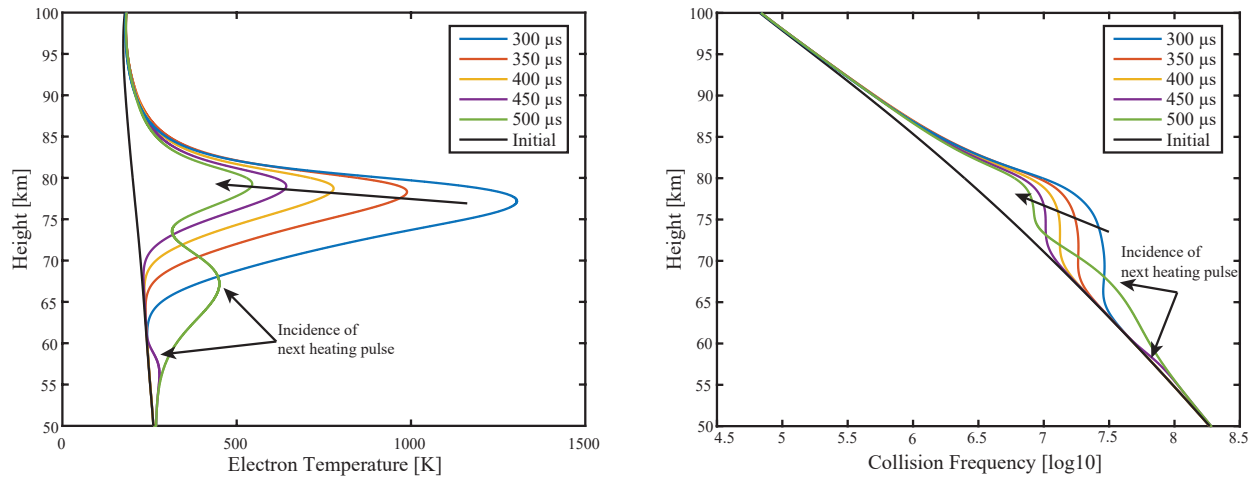 100
95
90
85
80
75
70
65
60
55
50
Height [km]
0
500
1000
1500
Electron Temperature [K]
300 µs
350 µs
400 µs
450 µs
500 µs
Initial
Incidence of
next heating pulse
100
95
90
85
80
75
70
65
60
55
50
Height [km]
4.5
5
5.5
6
6.5
7
7.5
8
8.5
Collision Frequency [log10]
300 µs
350 µs
400 µs
450 µs
500 µs
Initial
Incidence of
next heating pulse